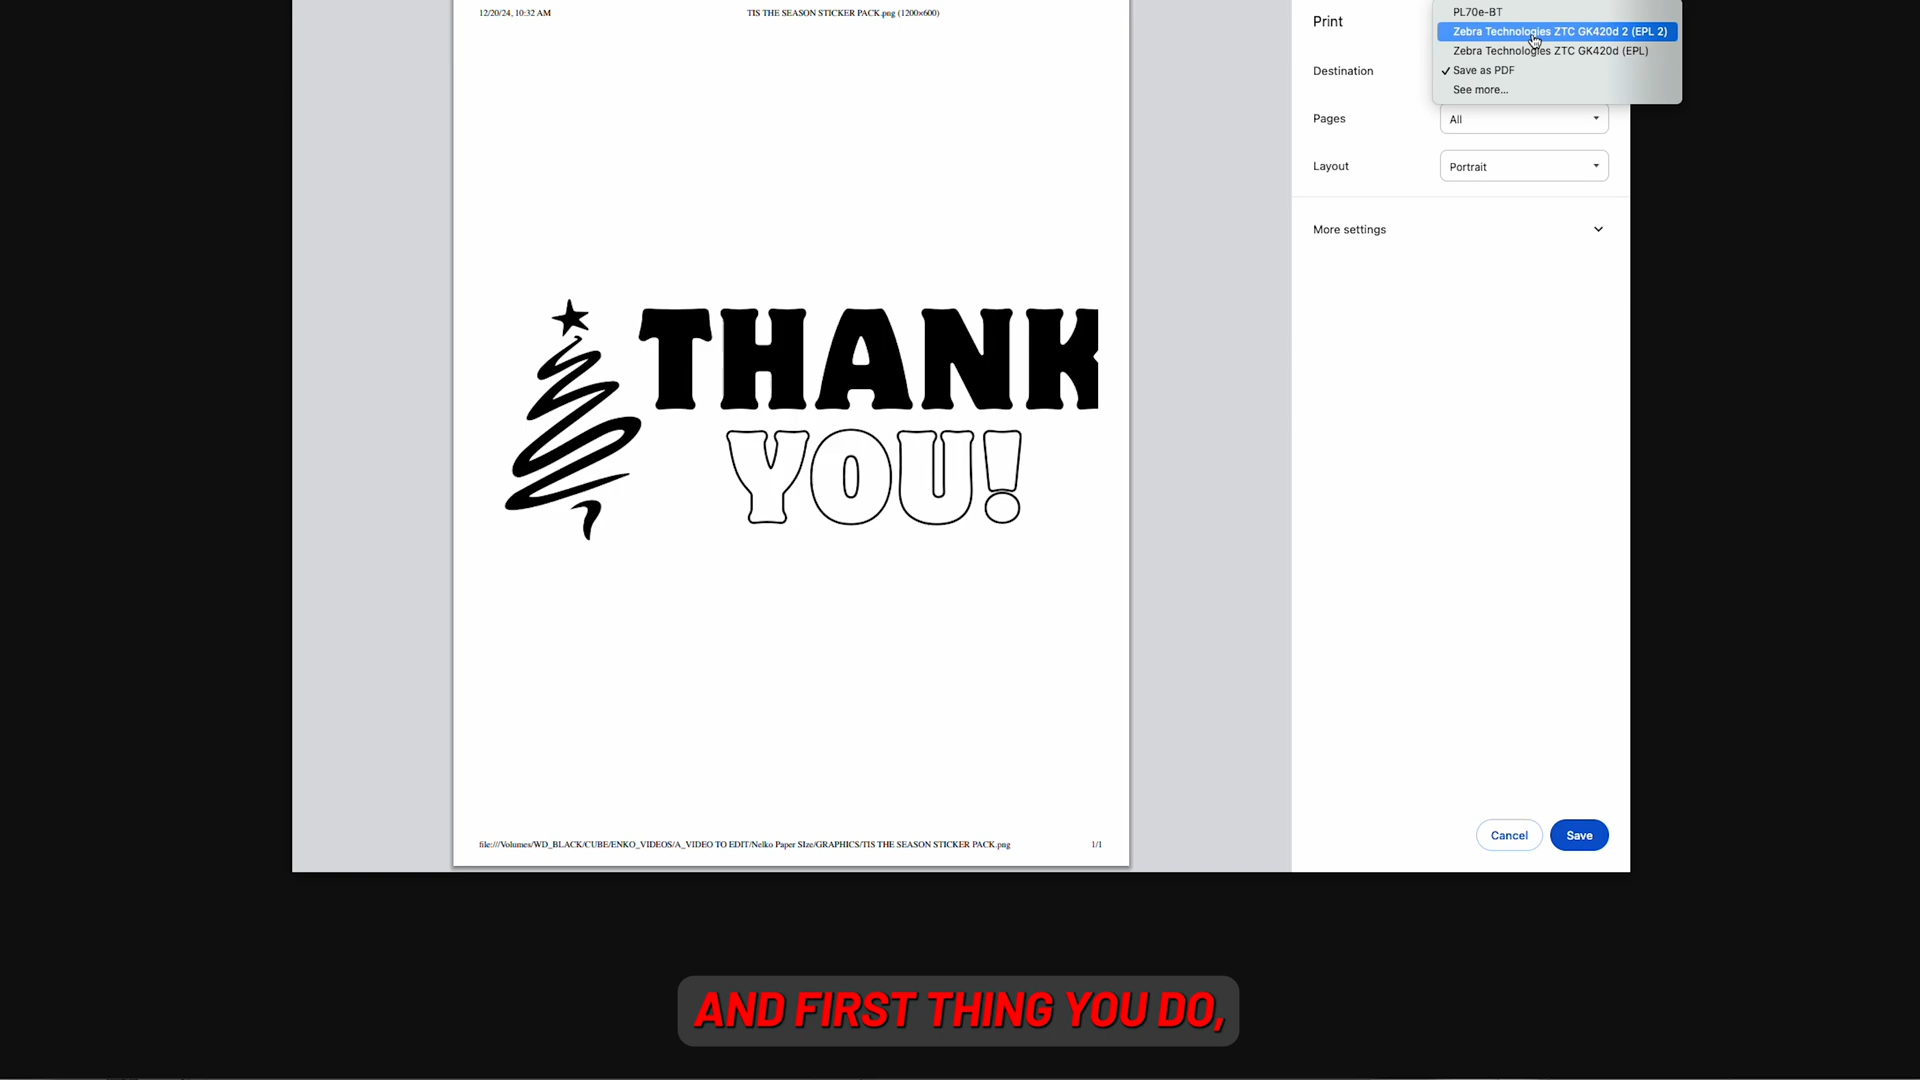 12/20/24, 10:32 AM
TIS THE SEASON STICKER PACK.png (1200×600)
THANK
YOU!
file:///Volumes/WD_BLACK/CUBE/ENKO_VIDEOS/A_VIDEO TO EDIT/Nelko Paper SIze/GRAPHICS/TIS THE SEASON STICKER PACK.png
1/1
Print
PL70e-BT
Zebra Technologies ZTC GK420d 2 (EPL 2)
Zebra Technologies ZTC GK420d (EPL)
Destination
✓ Save as PDF
See more...
Pages
All
Layout
Portrait
More settings
Cancel
Save
AND FIRST THING YOU DO,